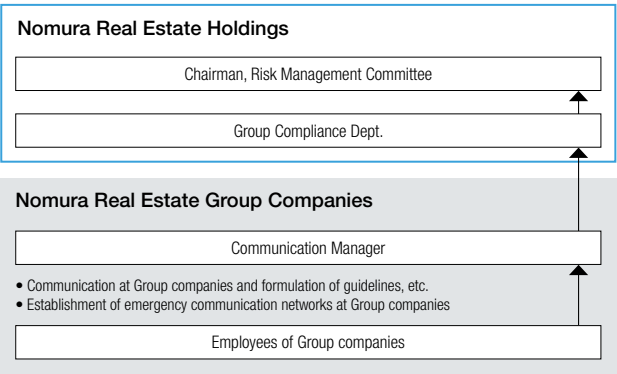 Nomura Real Estate Holdings
Chairman, Risk Management Committee
Group Compliance Dept.
Nomura Real Estate Group Companies
Communication Manager
• Communication at Group companies and formulation of guidelines, etc.
• Establishment of emergency communication networks at Group companies
Employees of Group companies